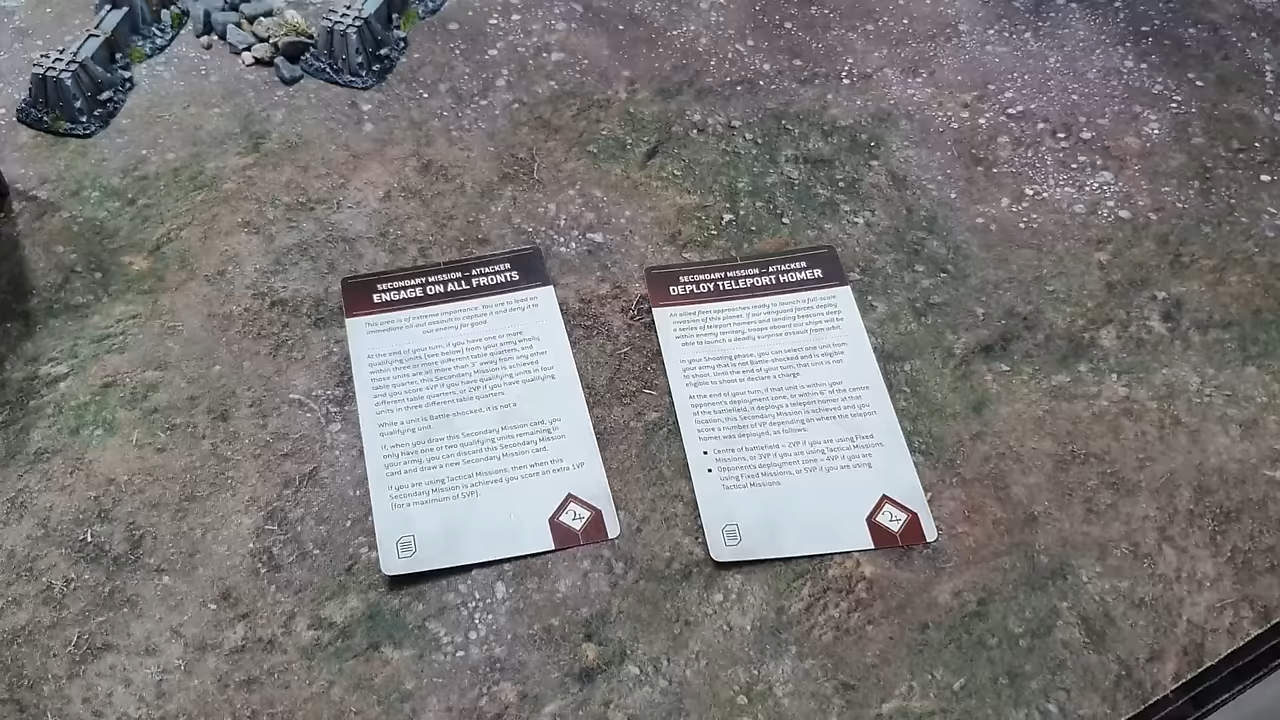 SECONDARY MISSION – ATTACKER
ENGAGE ON ALL FRONTS
This area is of extreme importance. You are to lead an
immediate all-out assault to capture it and deny it to
our enemy for good.
At the end of your turn, if you have one or more
qualifying units (see below) from your army wholly
within three or more different table quarters, and
those units are all more than 3" away from any other
table quarter, this Secondary Mission is achieved
and you score 4VP if you have qualifying units in four
different table quarters, or 2VP if you have qualifying
units in three different table quarters.
While a unit is Battle-shocked, it is not a
qualifying unit.
If, when you draw this Secondary Mission card, you
only have one or two qualifying units remaining in
your army, you can discard this Secondary Mission
card and draw a new Secondary Mission card.
If you are using Tactical Missions, then when this
Secondary Mission is achieved you score an extra 1VP
(for a maximum of 5VP).
SECONDARY MISSION – ATTACKER
DEPLOY TELEPORT HOMER
An allied fleet approaches ready to launch a full-scale
invasion of this planet. If our vanguard forces deploy
a series of teleport homers and landing beacons deep
within enemy territory, troops aboard our ships will be
able to launch a deadly surprise assault from orbit.
In your Shooting phase, you can select one unit from
your army that is not Battle-shocked and is eligible
to shoot. Until the end of your turn, that unit is not
eligible to shoot or declare a charge.
At the end of your turn, if that unit is within your
opponent's deployment zone, or within 6" of the centre
of the battlefield, it deploys a teleport homer at that
location, this Secondary Mission is achieved and you
score a number of VP depending on where the teleport
homer was deployed, as follows:
■ Centre of battlefield = 2VP if you are using Fixed
Missions, or 3VP if you are using Tactical Missions.
■ Opponent's deployment zone = 4VP if you are
using Fixed Missions, or 5VP if you are using
Tactical Missions.